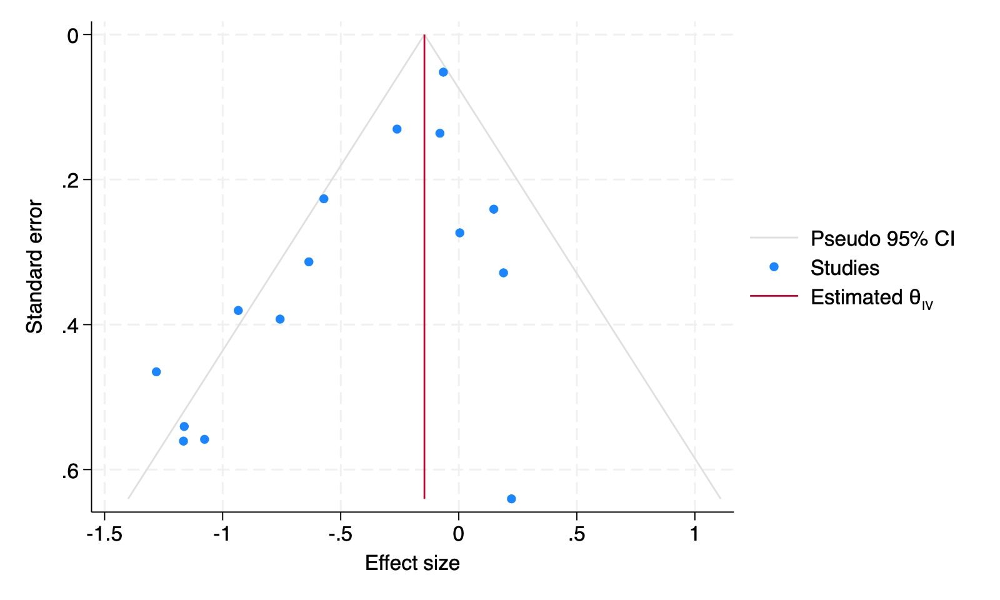 0
.2
.4
.6
Standard error
-1.5
-1
-.5
0
.5
1
Effect size
Pseudo 95% CI
Studies
Estimated θIV